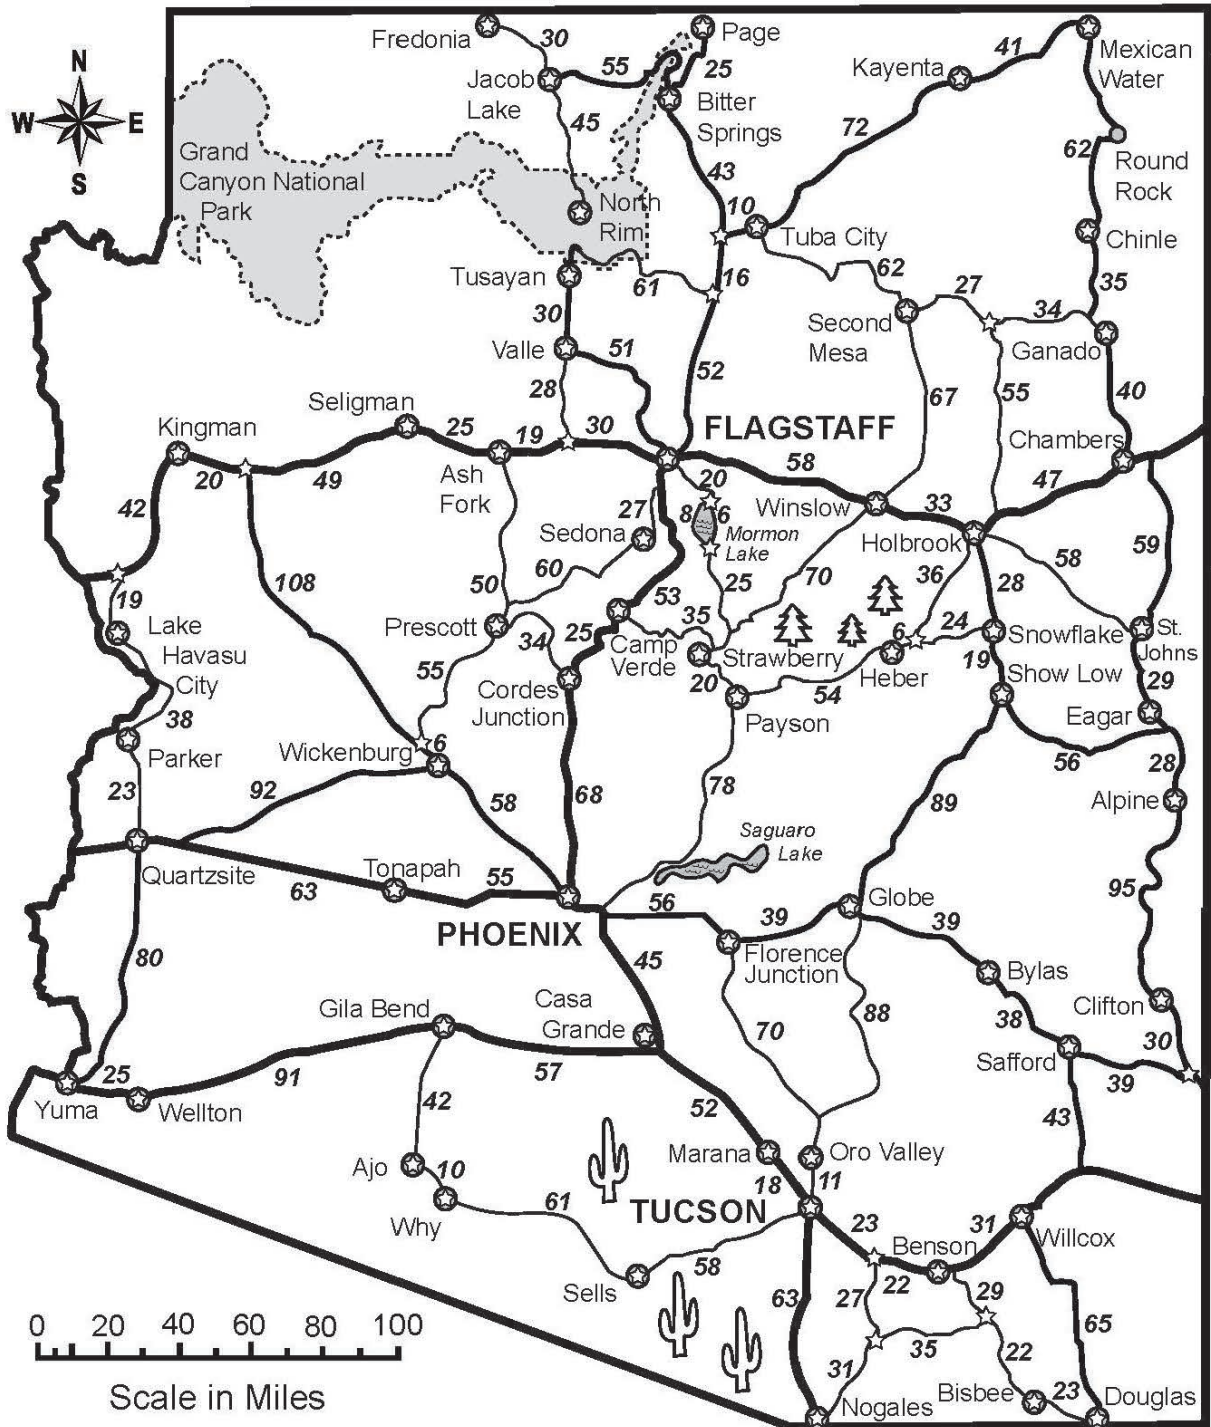 Fredonia
30
Page
41
Mexican
Water
Jacob
Lake
55
25
Kayenta
N
W
E
S
45
Bitter
Springs
72
62
Round
Rock
Grand
Canyon National
Park
43
North
Rim
10
Tuba City
Chinle
Tusayan
61
16
62
27
35
30
Second
Mesa
34
Ganado
Valle
51
28
52
67
55
40
Seligman
Kingman
25
19
30
FLAGSTAFF
Chambers
20
49
Ash
Fork
20
58
47
42
27
8
6
Winslow
33
Sedona
Mormon
Lake
Holbrook
59
108
50
60
53
25
70
36
28
58
19
Lake
Havasu
City
Prescott
34
25
35
Camp
Verde
Strawberry
6
24
Snowflake
St.
Johns
55
Cordes
Junction
20
54
Heber
19
Show Low
29
38
Payson
Eagar
Parker
Wickenburg
6
56
28
23
92
58
68
78
89
Alpine
Saguaro
Lake
Quartzsite
Tonapah
63
55
56
39
Globe
95
PHOENIX
39
80
45
Florence
Junction
Bylas
Gila Bend
Casa
Grande
70
88
38
Clifton
30
25
91
57
Safford
39
Yuma
Wellton
42
52
43
Ajo
10
Marana
Oro Valley
18
11
Why
61
TUCSON
23
31
Benson
Willcox
Sells
58
63
27
22
29
65
0 20 40 60 80 100
31
35
22
Scale in Miles
Nogales
Bisbee
23
Douglas